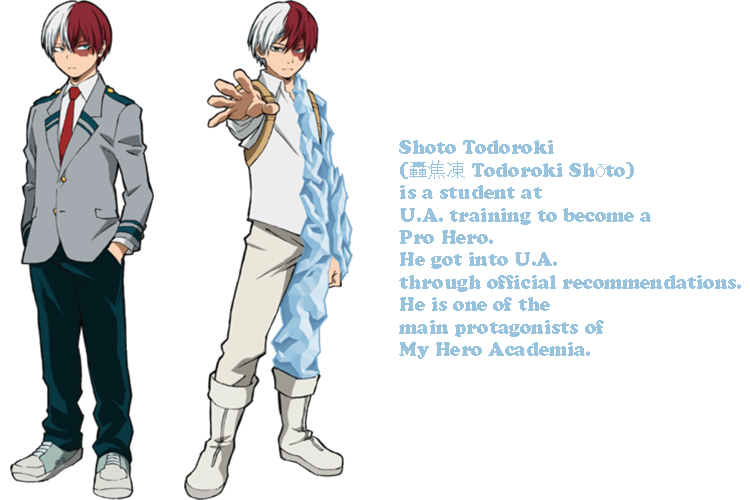 Shoto Todoroki
(轟焦凍 Todoroki Shōto)
is a student at
U.A. training to become a
Pro Hero.
He got into U.A.
through official recommendations.
He is one of the
main protagonists of
My Hero Academia.